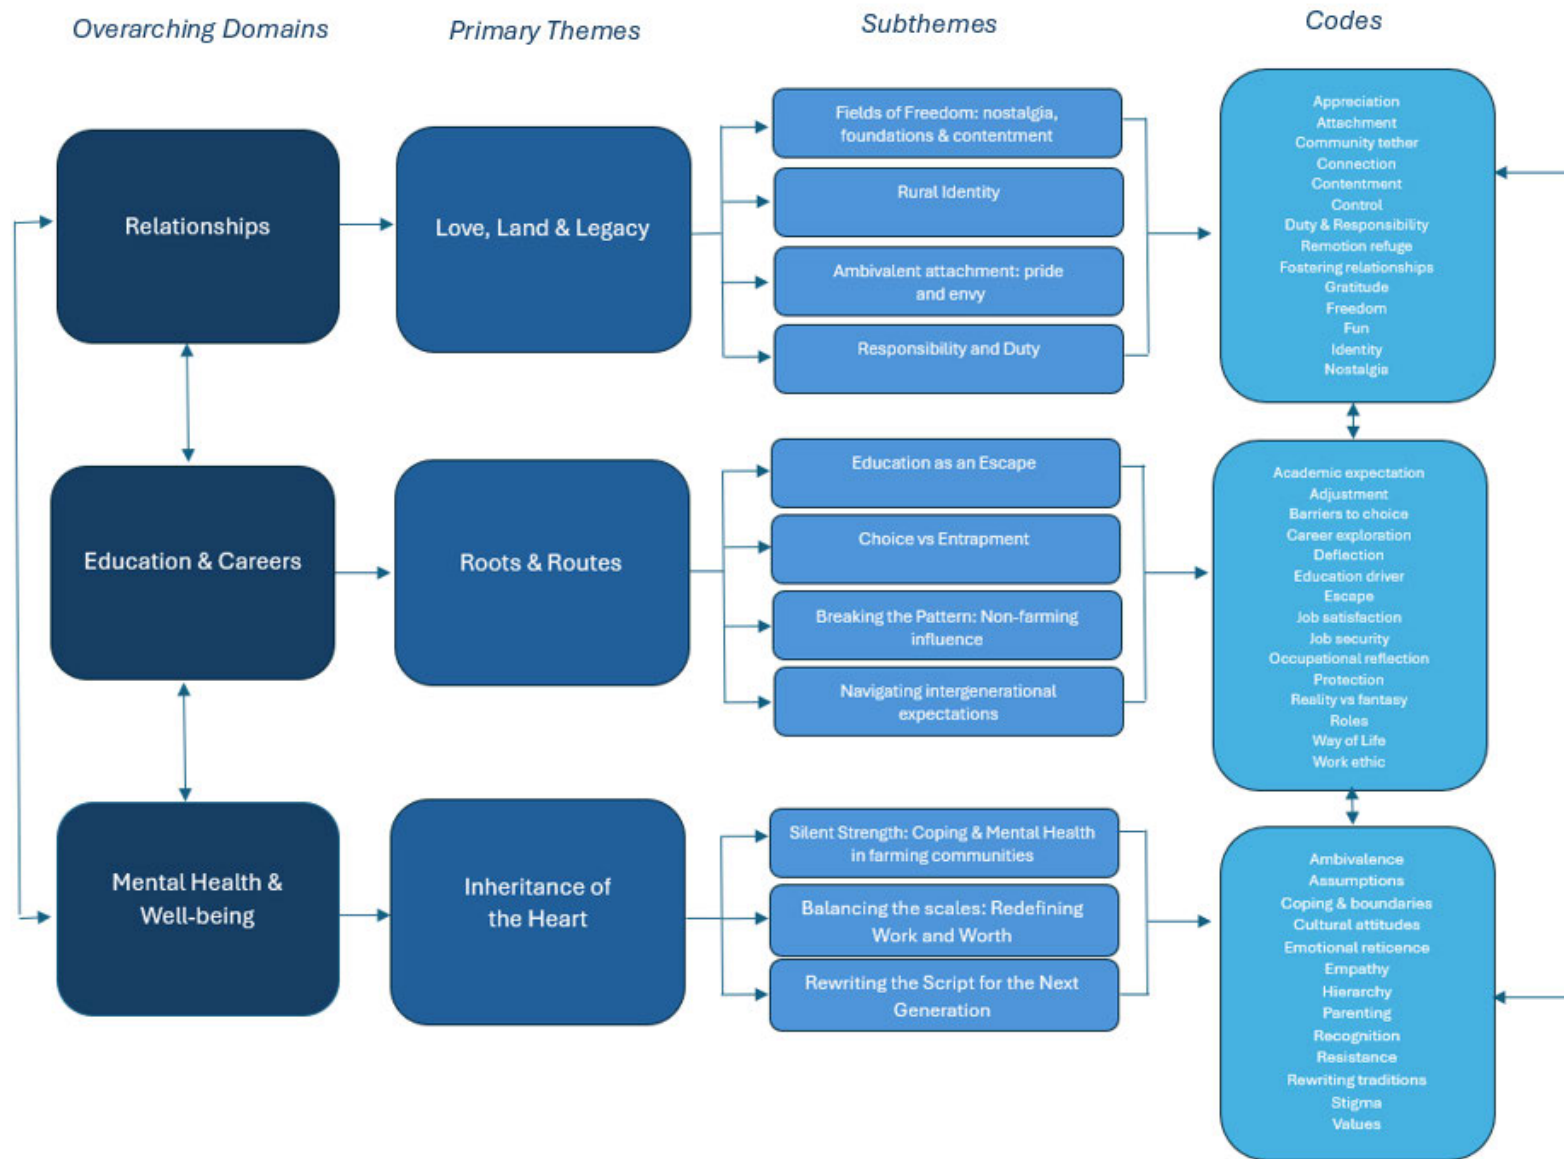 Overarching Domains
Primary Themes
Subthemes
Codes
Relationships
Love, Land & Legacy
Fields of Freedom: nostalgia,
foundations & contentment
Rural Identity
Ambivalent attachment: pride
and envy
Responsibility and Duty
Appreciation
Attachment
Community tether
Connection
Contentment
Control
Duty & Responsibility
Remotion refuge
Fostering relationships
Gratitude
Freedom
Fun
Identity
Nostalgia
Education & Careers
Roots & Routes
Education as an Escape
Choice vs Entrapment
Breaking the Pattern: Non-farming
influence
Navigating intergenerational
expectations
Academic expectation
Adjustment
Barriers to choice
Career exploration
Deflection
Education driver
Escape
Job satisfaction
Job security
Occupational reflection
Protection
Reality vs fantasy
Roles
Way of Life
Work ethic
Mental Health &
Well-being
Inheritance of
the Heart
Silent Strength: Coping & Mental Health
in farming communities
Balancing the scales: Redefining
Work and Worth
Rewriting the Script for the Next
Generation
Ambivalence
Assumptions
Coping & boundaries
Cultural attitudes
Emotional reticence
Empathy
Hierarchy
Parenting
Recognition
Resistance
Rewriting traditions
Stigma
Values